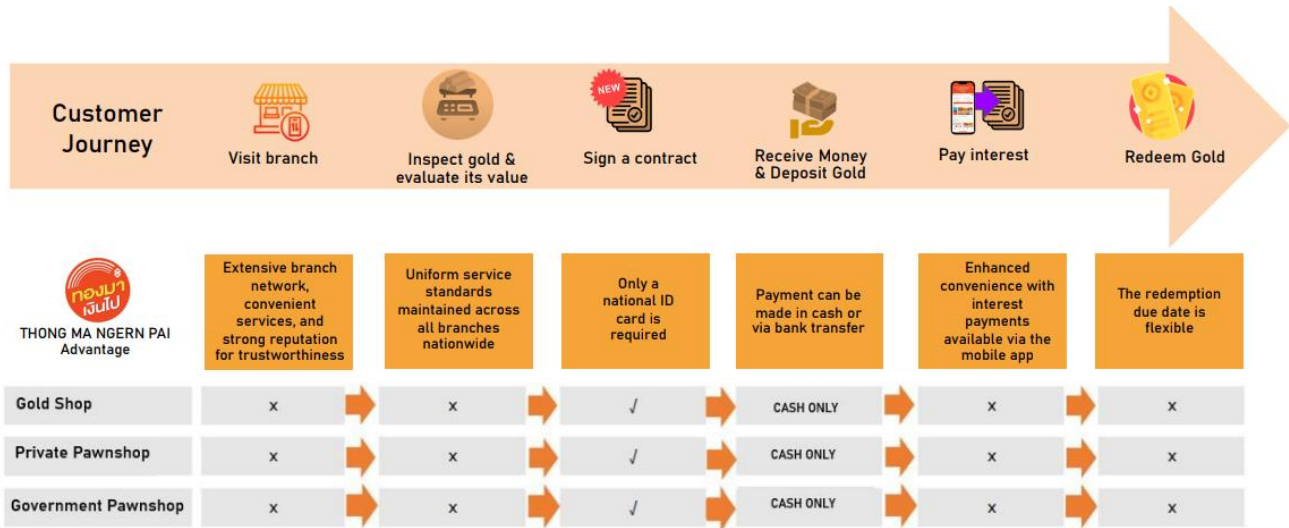 Customer
Journey
Visit branch
Inspect gold &
evaluate its value
NEW
Sign a contract
Receive Money
& Deposit Gold
Pay interest
Redeem Gold
ทองมา
เงินไป
THONG MA NGERN PAI
Advantage
Extensive branch
network,
convenient
services, and
strong reputation
for trustworthiness
Uniform service
standards
maintained across
all branches
nationwide
Only a
national ID
card is
required
Payment can be
made in cash or
via bank transfer
Enhanced
convenience with
interest
payments
available via the
mobile app
The redemption
due date is
flexible
Gold Shop x x √ CASH ONLY x x
Private Pawnshop x x √ CASH ONLY x x
Government Pawnshop x x √ CASH ONLY x x